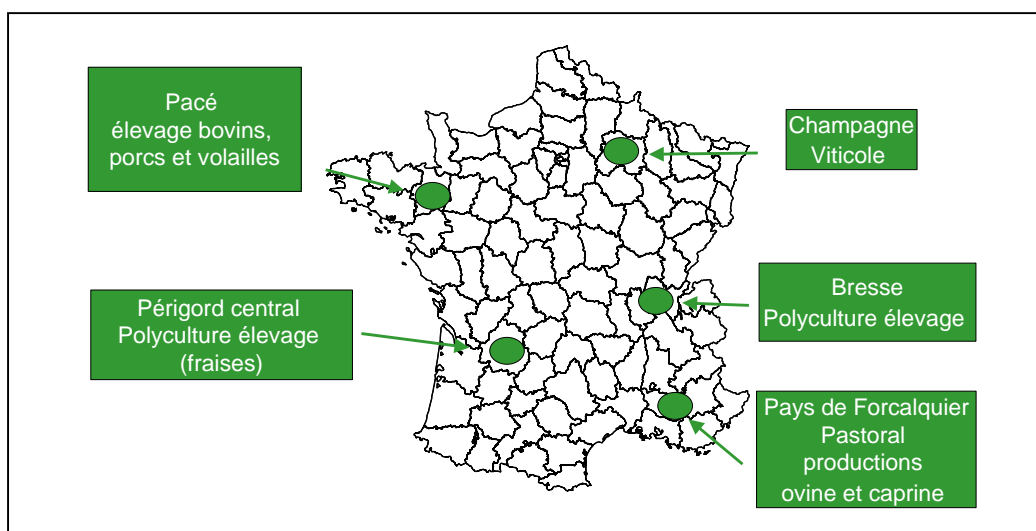 Pacé
élevage bovins,
porcs et volailles
Champagne
Viticole
Périgord central
Polyculture élevage
(fraises)
Bresse
Polyculture élevage
Pays de Forcalquier
Pastoral
productions
ovine et caprine